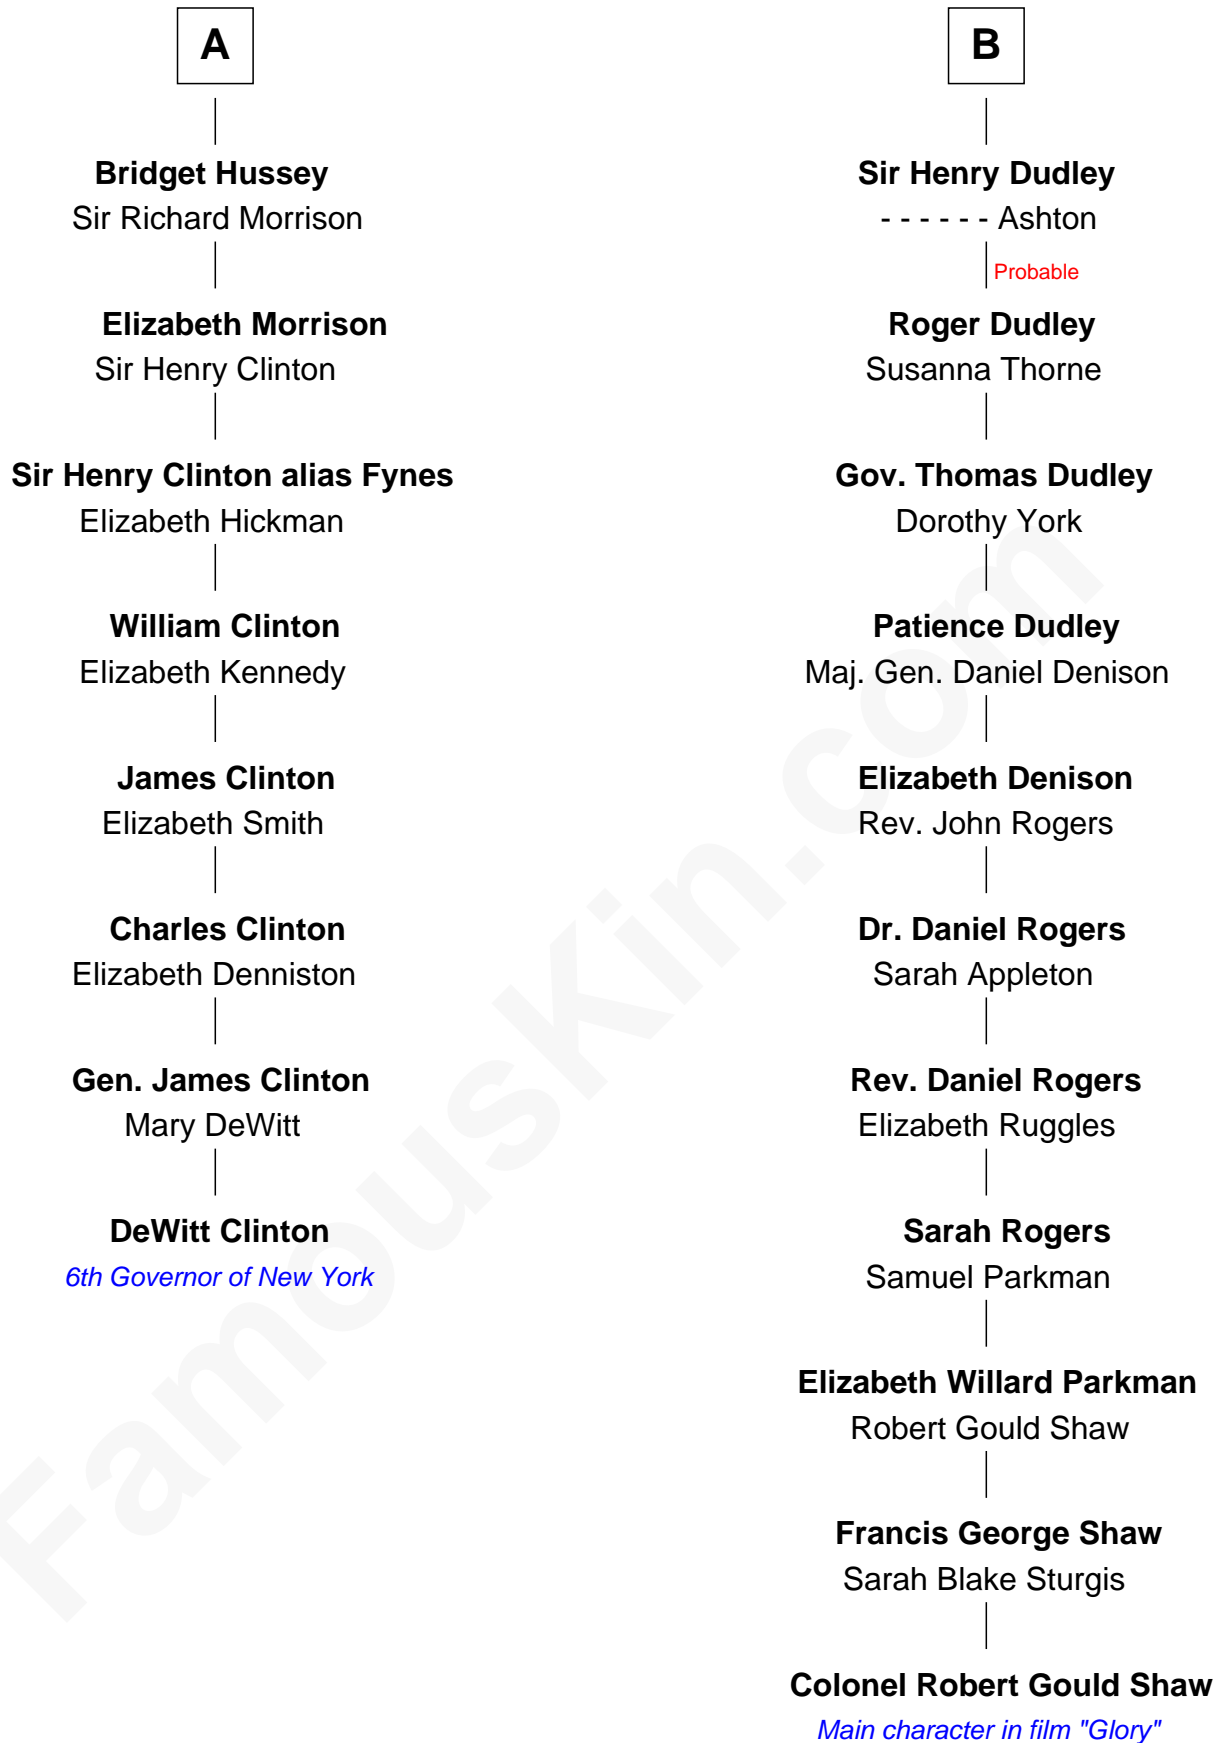 A
Bridget Hussey
Sir Richard Morrison
Elizabeth Morrison
Sir Henry Clinton
Sir Henry Clinton alias Fynes
Elizabeth Hickman
William Clinton
Elizabeth Kennedy
James Clinton
Elizabeth Smith
Charles Clinton
Elizabeth Denniston
Gen. James Clinton
Mary DeWitt
DeWitt Clinton
6th Governor of New York
B
Sir Henry Dudley
- - - - - - Ashton
Probable
Roger Dudley
Susanna Thorne
Gov. Thomas Dudley
Dorothy York
Patience Dudley
Maj. Gen. Daniel Denison
Elizabeth Denison
Rev. John Rogers
Dr. Daniel Rogers
Sarah Appleton
Rev. Daniel Rogers
Elizabeth Ruggles
Sarah Rogers
Samuel Parkman
Elizabeth Willard Parkman
Robert Gould Shaw
Francis George Shaw
Sarah Blake Sturgis
Colonel Robert Gould Shaw
Main character in film "Glory"
FamousKin.com